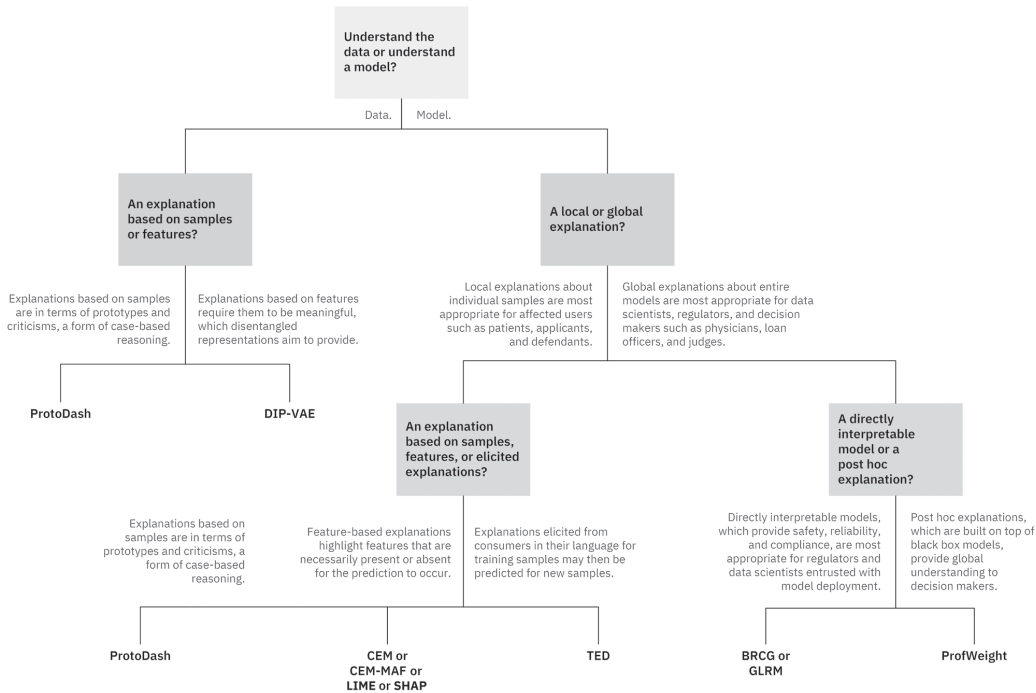 Understand the
data or understand
a model?
Data.
Model.
An explanation
based on samples
or features?
A local or global
explanation?
Explanations based on samples
are in terms of prototypes and
criticisms, a form of case-based
reasoning.
Explanations based on features
require them to be meaningful,
which disentangled
representations aim to provide.
Local explanations about
individual samples are most
appropriate for affected users
such as patients, applicants,
and defendants.
Global explanations about entire
models are most appropriate for data
scientists, regulators, and decision
makers such as physicians, loan
officers, and judges.
ProtoDash
DIP-VAE
An explanation
based on samples,
features, or elicited
explanations?
A directly
interpretable
model or a
post hoc
explanation?
Explanations based on
samples are in terms of
prototypes and criticisms, a
form of case-based
reasoning.
Feature-based explanations
highlight features that are
necessarily present or absent
for the prediction to occur.
Explanations elicited from
consumers in their language for
training samples may then be
predicted for new samples.
Directly interpretable models,
which provide safety, reliability,
and compliance, are most
appropriate for regulators and
data scientists entrusted with
model deployment.
Post hoc explanations,
which are built on top of
black box models,
provide global
understanding to
decision makers.
ProtoDash
CEM or
CEM-MAF or
LIME or SHAP
TED
BRCG or
GLRM
ProfWeight